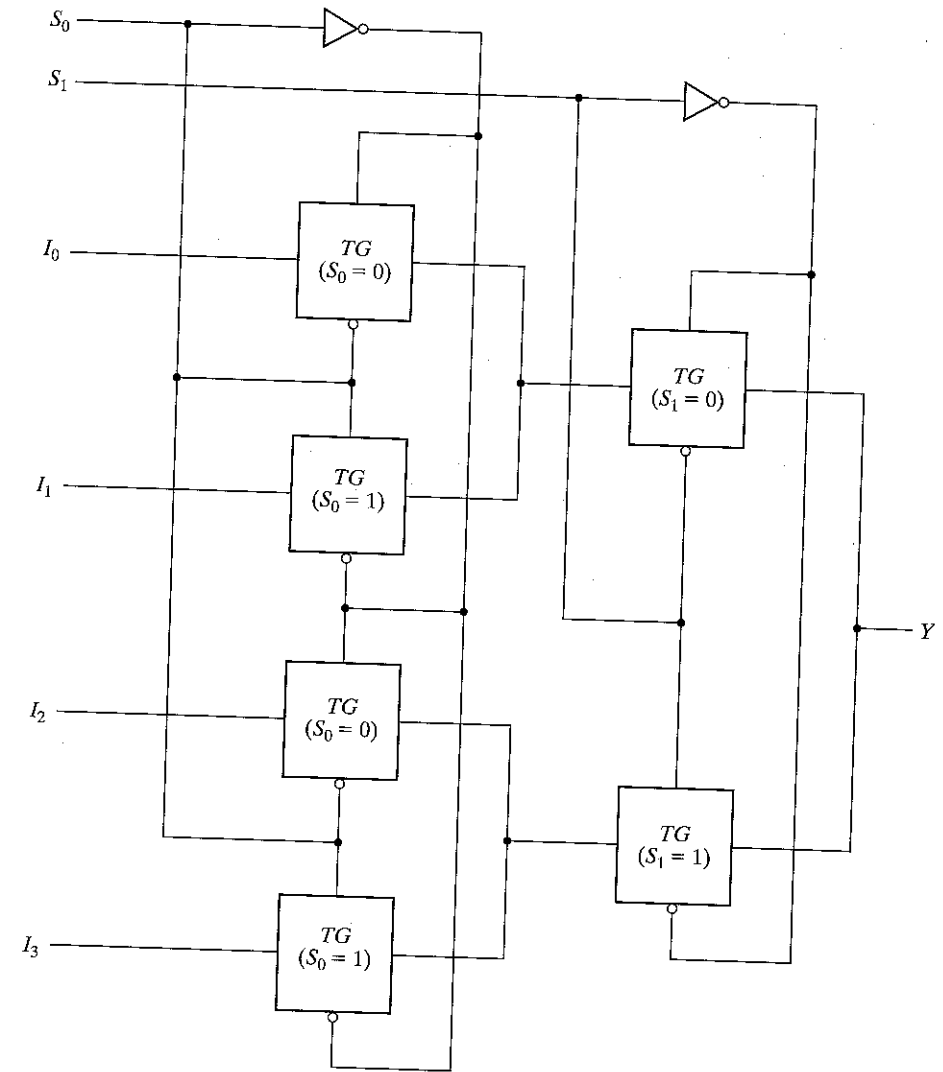 S₀
S₁
I₀
TG
(S₀ = 0)
TG
(S₁ = 0)
I₁
TG
(S₀ = 1)
Y
I₂
TG
(S₀ = 0)
TG
(S₁ = 1)
I₃
TG
(S₀ = 1)